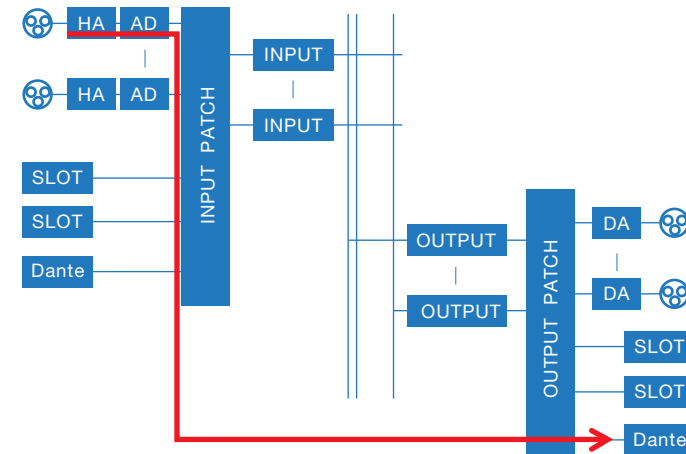 HA AD
INPUT
HA AD
INPUT
INPUT PATCH
SLOT
SLOT
Dante
OUTPUT
OUTPUT
OUTPUT PATCH
DA
DA
SLOT
SLOT
Dante